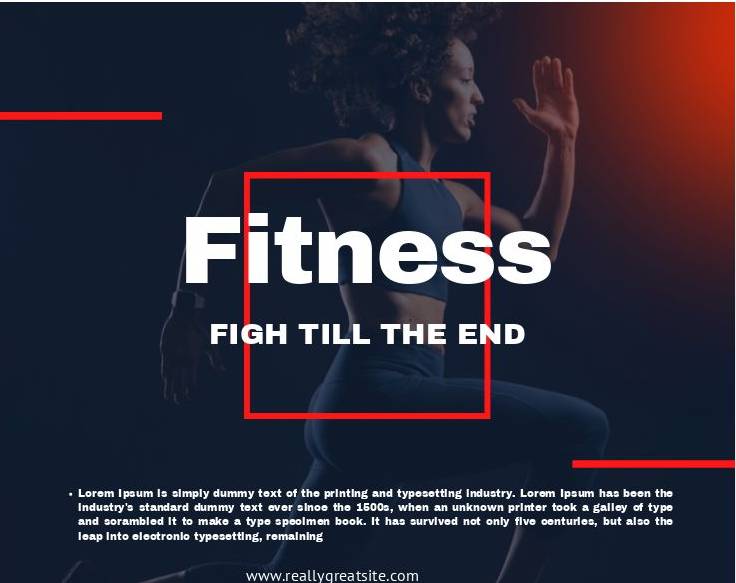 Fitness
FIGH TILL THE END
• Lorem Ipsum is simply dummy text of the printing and typesetting industry. Lorem Ipsum has been the
industry's standard dummy text ever since the 1500s, when an unknown printer took a galley of type
and scrambled it to make a type specimen book. It has survived not only five centuries, but also the
leap into electronic typesetting, remaining
www.reallygreatsite.com